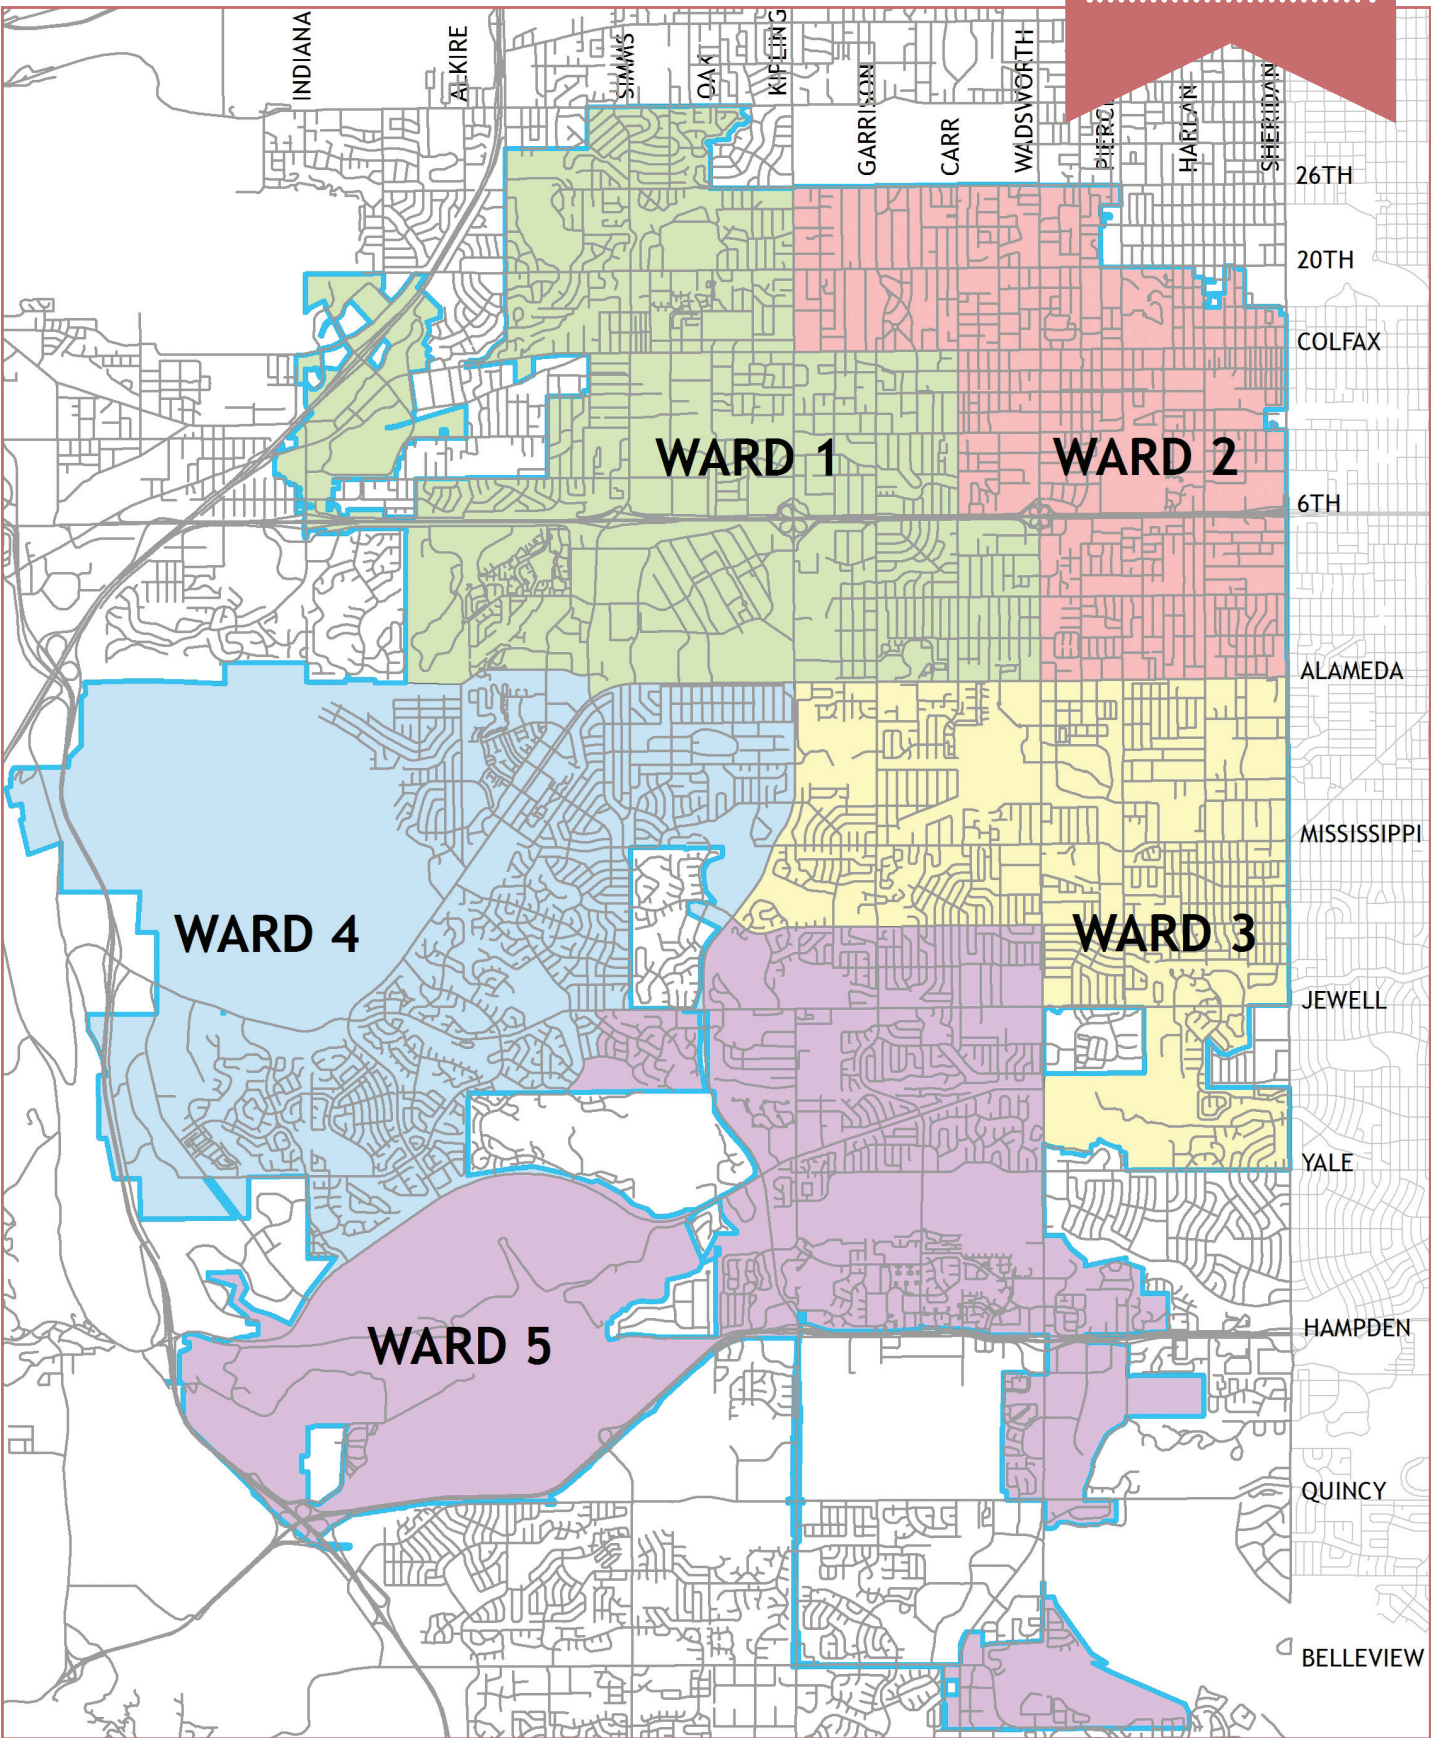 INDIANA
ALKIRE
SIMMS
OAK
KIPLING
GARRISON
CARR
WADSWORTH
PIERCE
HARLAN
SHERIDAN
26TH
20TH
COLFAX
WARD 1
WARD 2
6TH
ALAMEDA
MISSISSIPPI
WARD 4
WARD 3
JEWELL
YALE
HAMPDEN
WARD 5
QUINCY
BELLEVIEW